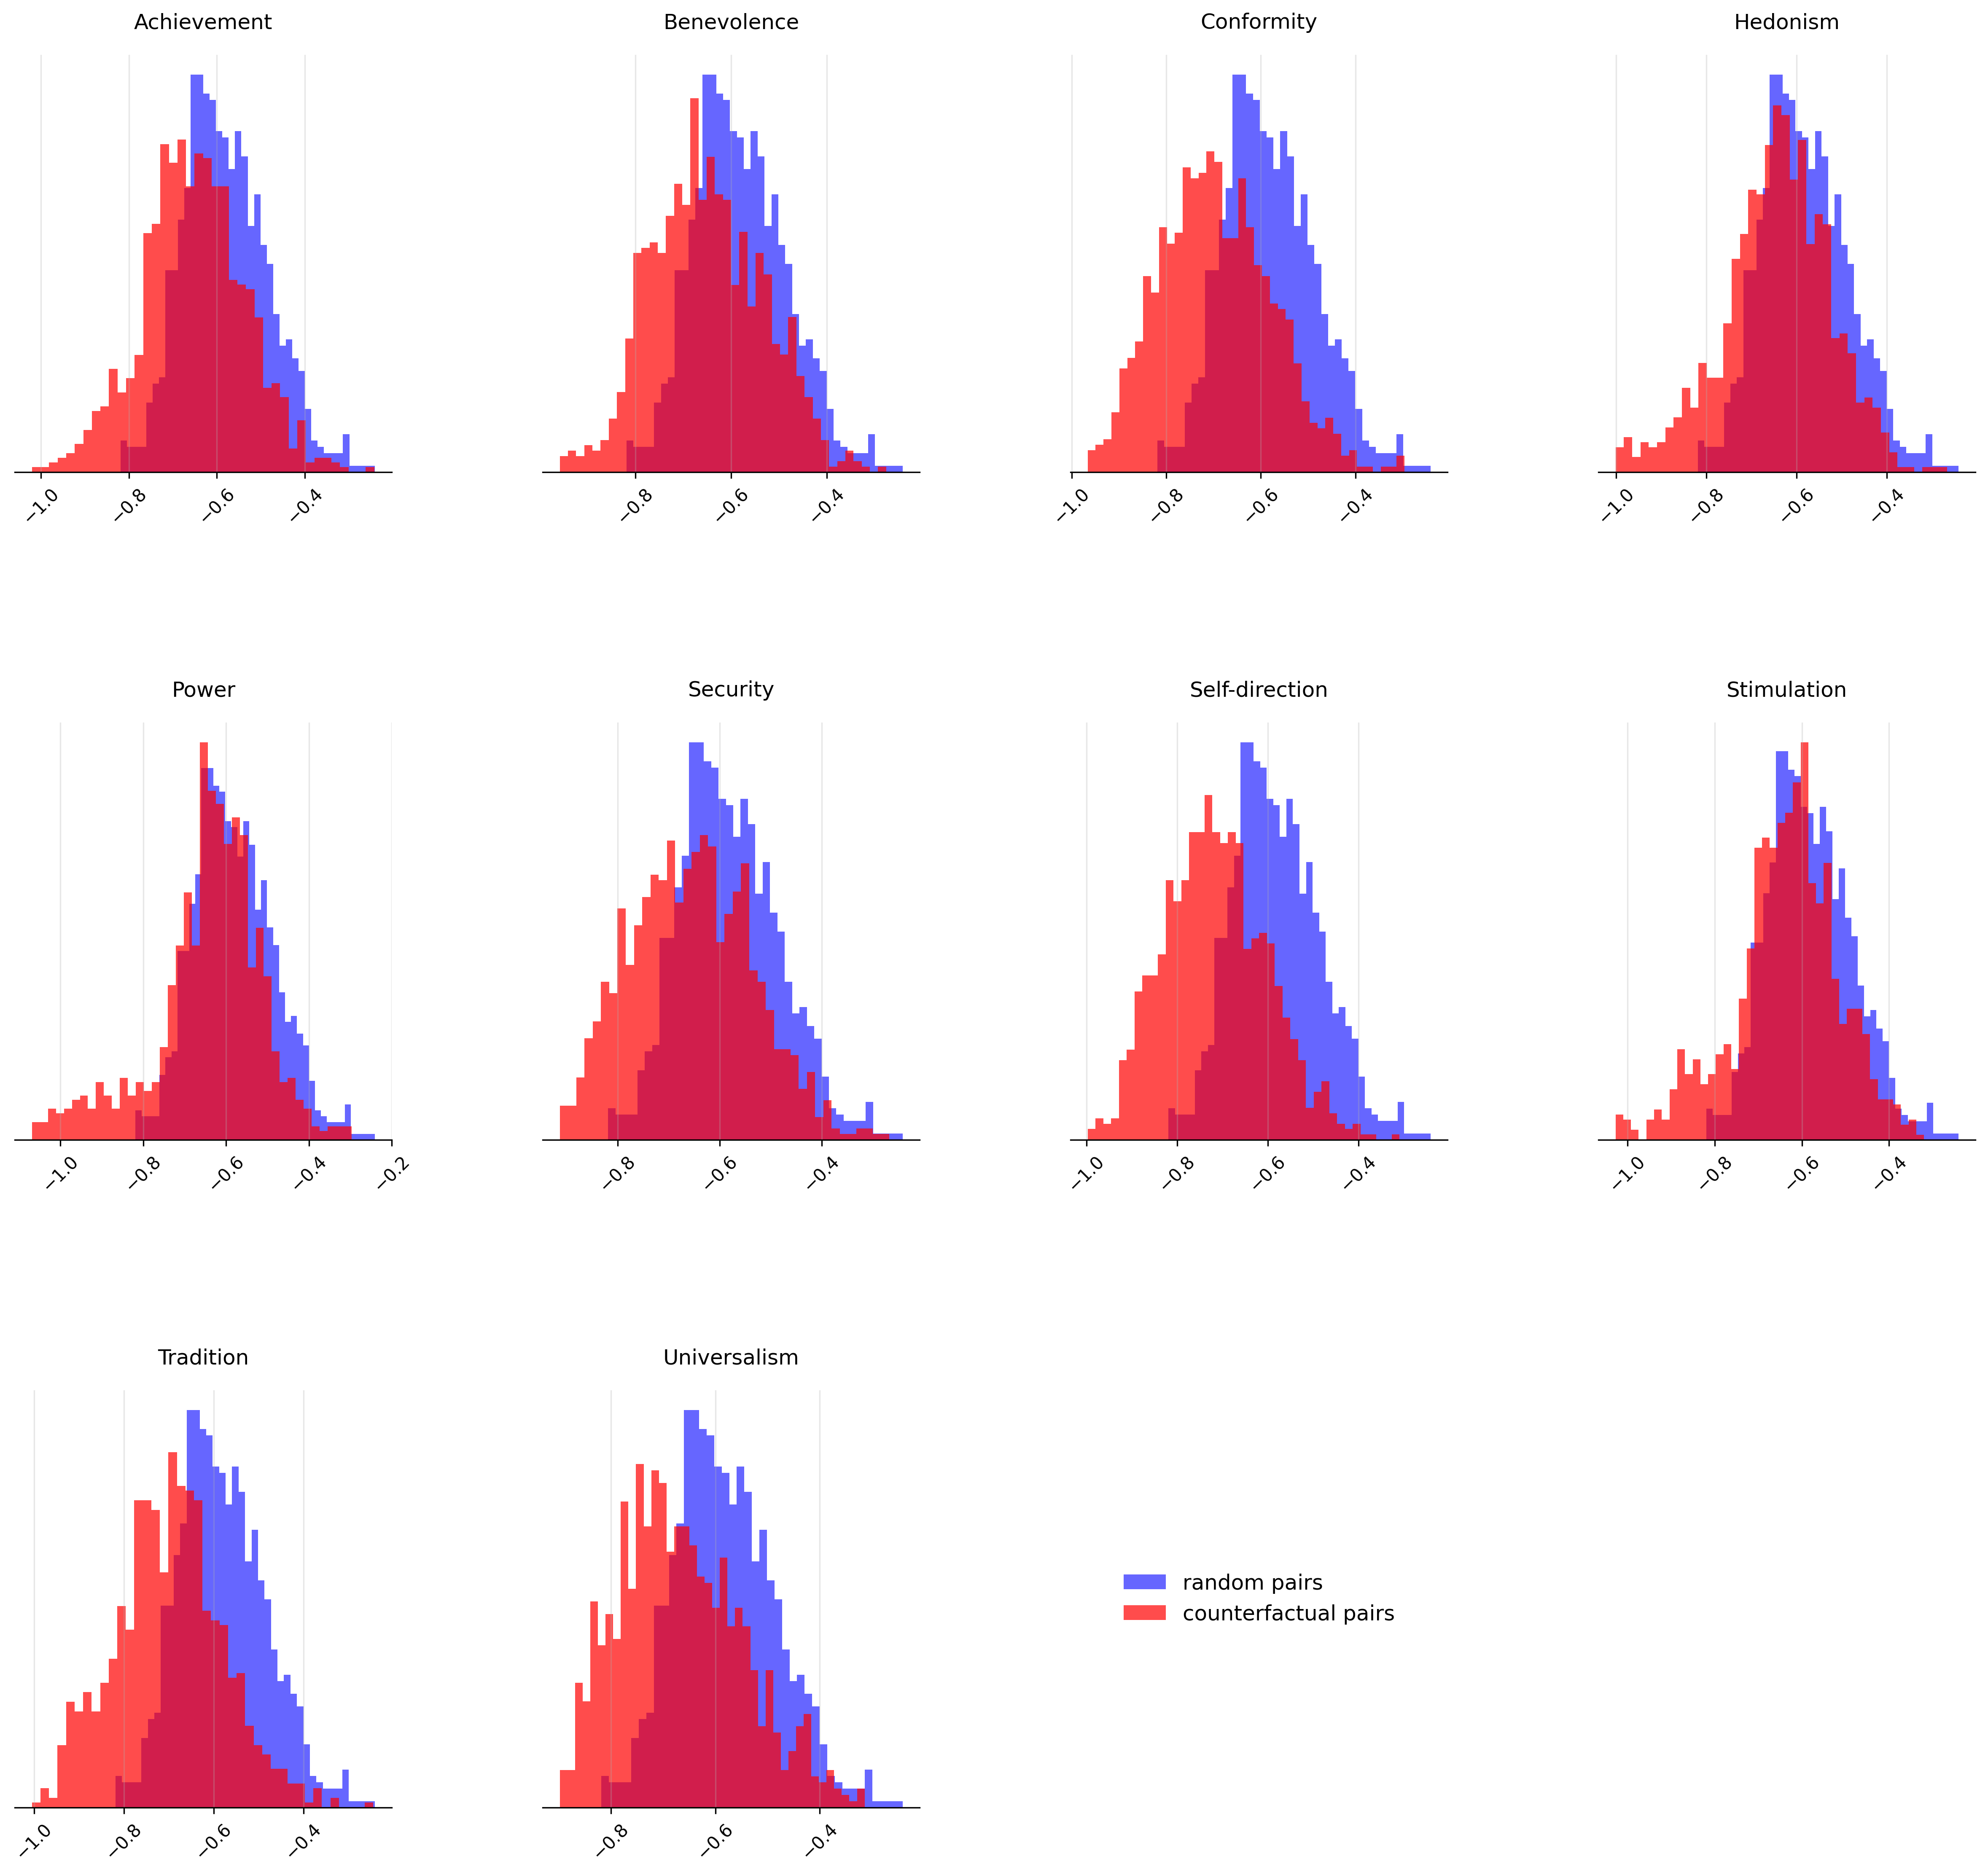 Achievement
Benevolence
Conformity
Hedonism
−1.0 −0.8 −0.6 −0.4
−0.8 −0.6 −0.4
−1.0 −0.8 −0.6 −0.4
−1.0 −0.8 −0.6 −0.4
Power
Security
Self-direction
Stimulation
−1.0 −0.8 −0.6 −0.4 −0.2
−0.8 −0.6 −0.4
−1.0 −0.8 −0.6 −0.4
−1.0 −0.8 −0.6 −0.4
Tradition
Universalism
random pairs
counterfactual pairs
−1.0 −0.8 −0.6 −0.4
−0.8 −0.6 −0.4